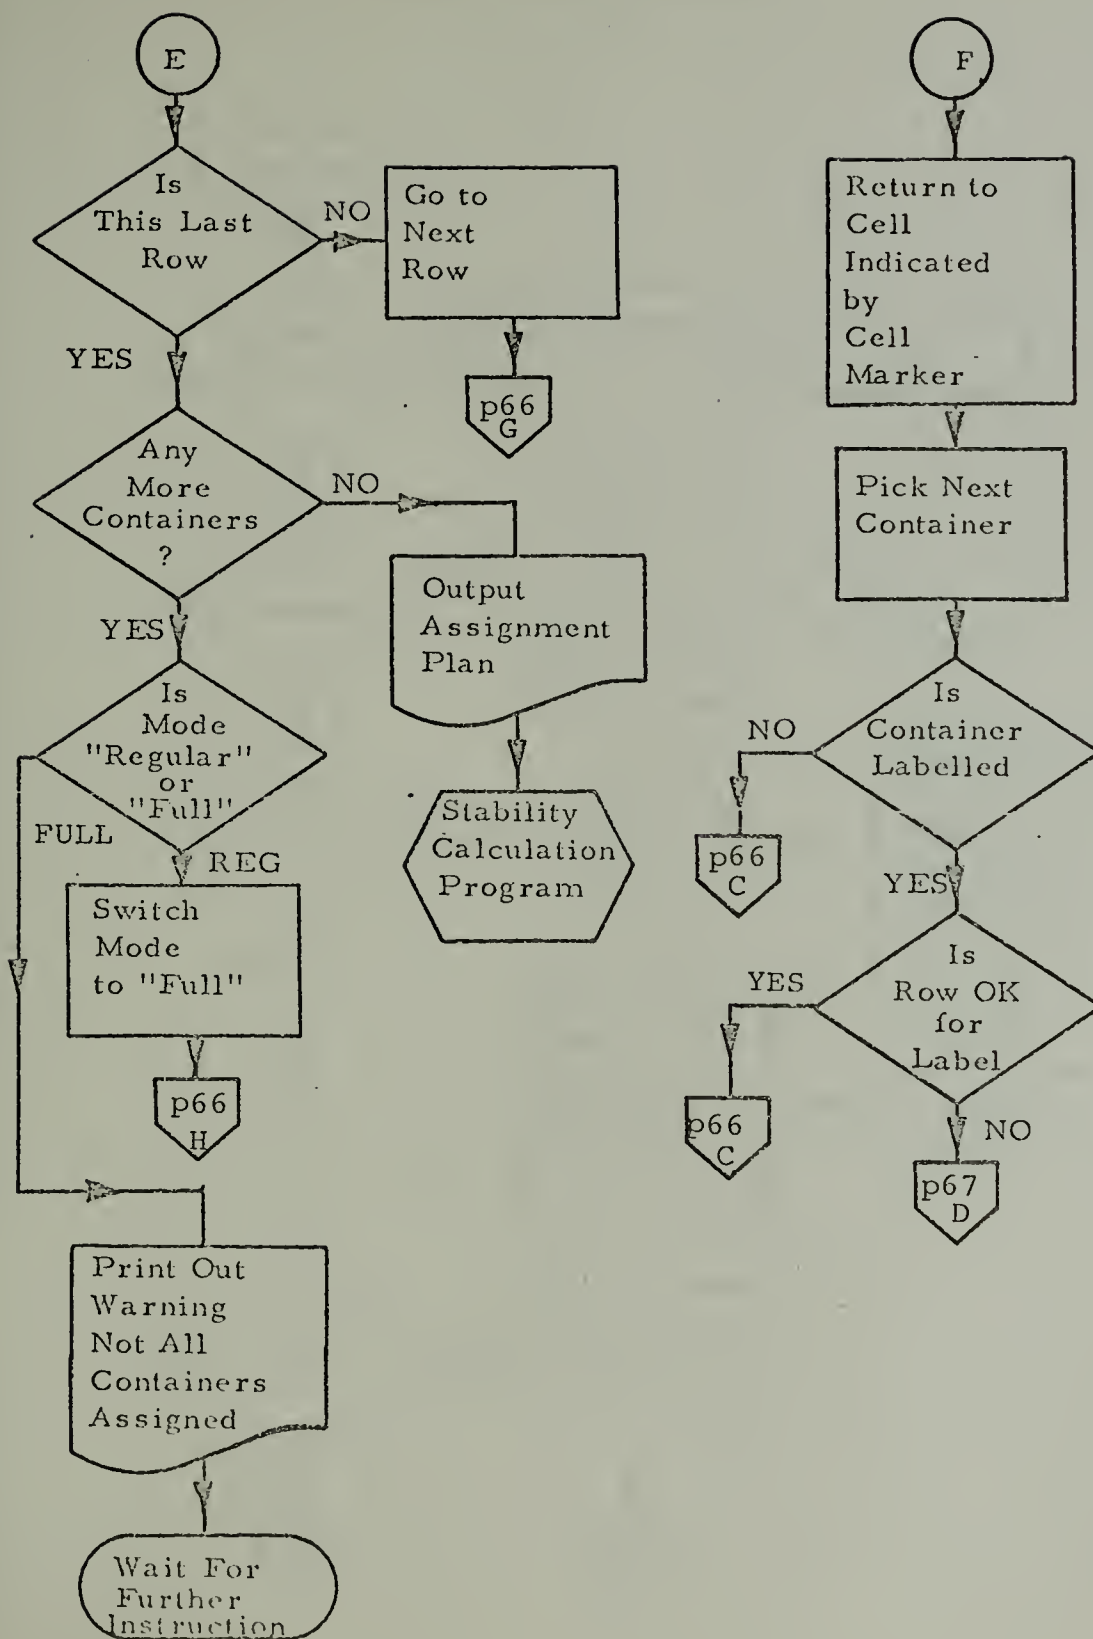 E
Is
This Last
Row
NO
Go to
Next
Row
YES
p66
G
Any
More
Containers
?
NO
Output
Assignment
Plan
YES
Is
Mode
"Regular"
or
"Full"
Stability
Calculation
Program
FULL
REG
Switch
Mode
to "Full"
p66
H
Print Out
Warning
Not All
Containers
Assigned
Wait For
Further
Instruction
F
Return to
Cell
Indicated
by
Cell
Marker
Pick Next
Container
Is
Container
Labelled
NO
p66
C
YES
Is
Row OK
for
Label
YES
p66
C
NO
p67
D